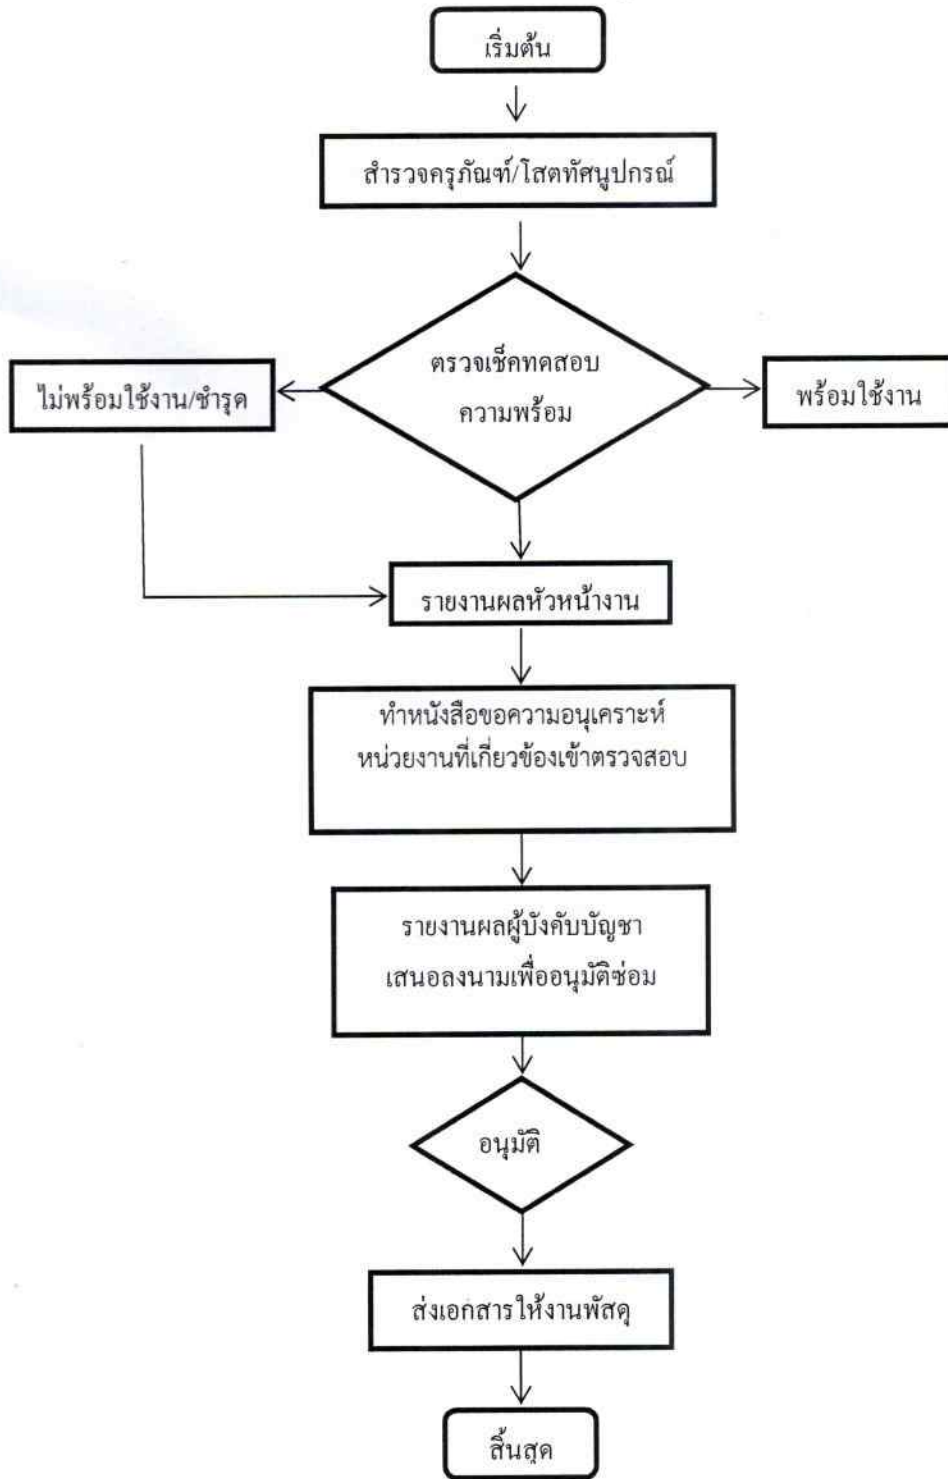 เริ่มต้น
สำรวจครุภัณฑ์/โสตทัศนูปกรณ์
ตรวจเช็คทดสอบ
ความพร้อม
ไม่พร้อมใช้งาน/ชำรุด
พร้อมใช้งาน
รายงานผลหัวหน้างาน
ทำหนังสือขอความอนุเคราะห์
หน่วยงานที่เกี่ยวข้องเข้าตรวจสอบ
รายงานผลผู้บังคับบัญชา
เสนอลงนามเพื่ออนุมัติซ่อม
อนุมัติ
ส่งเอกสารให้งานพัสดุ
สิ้นสุด